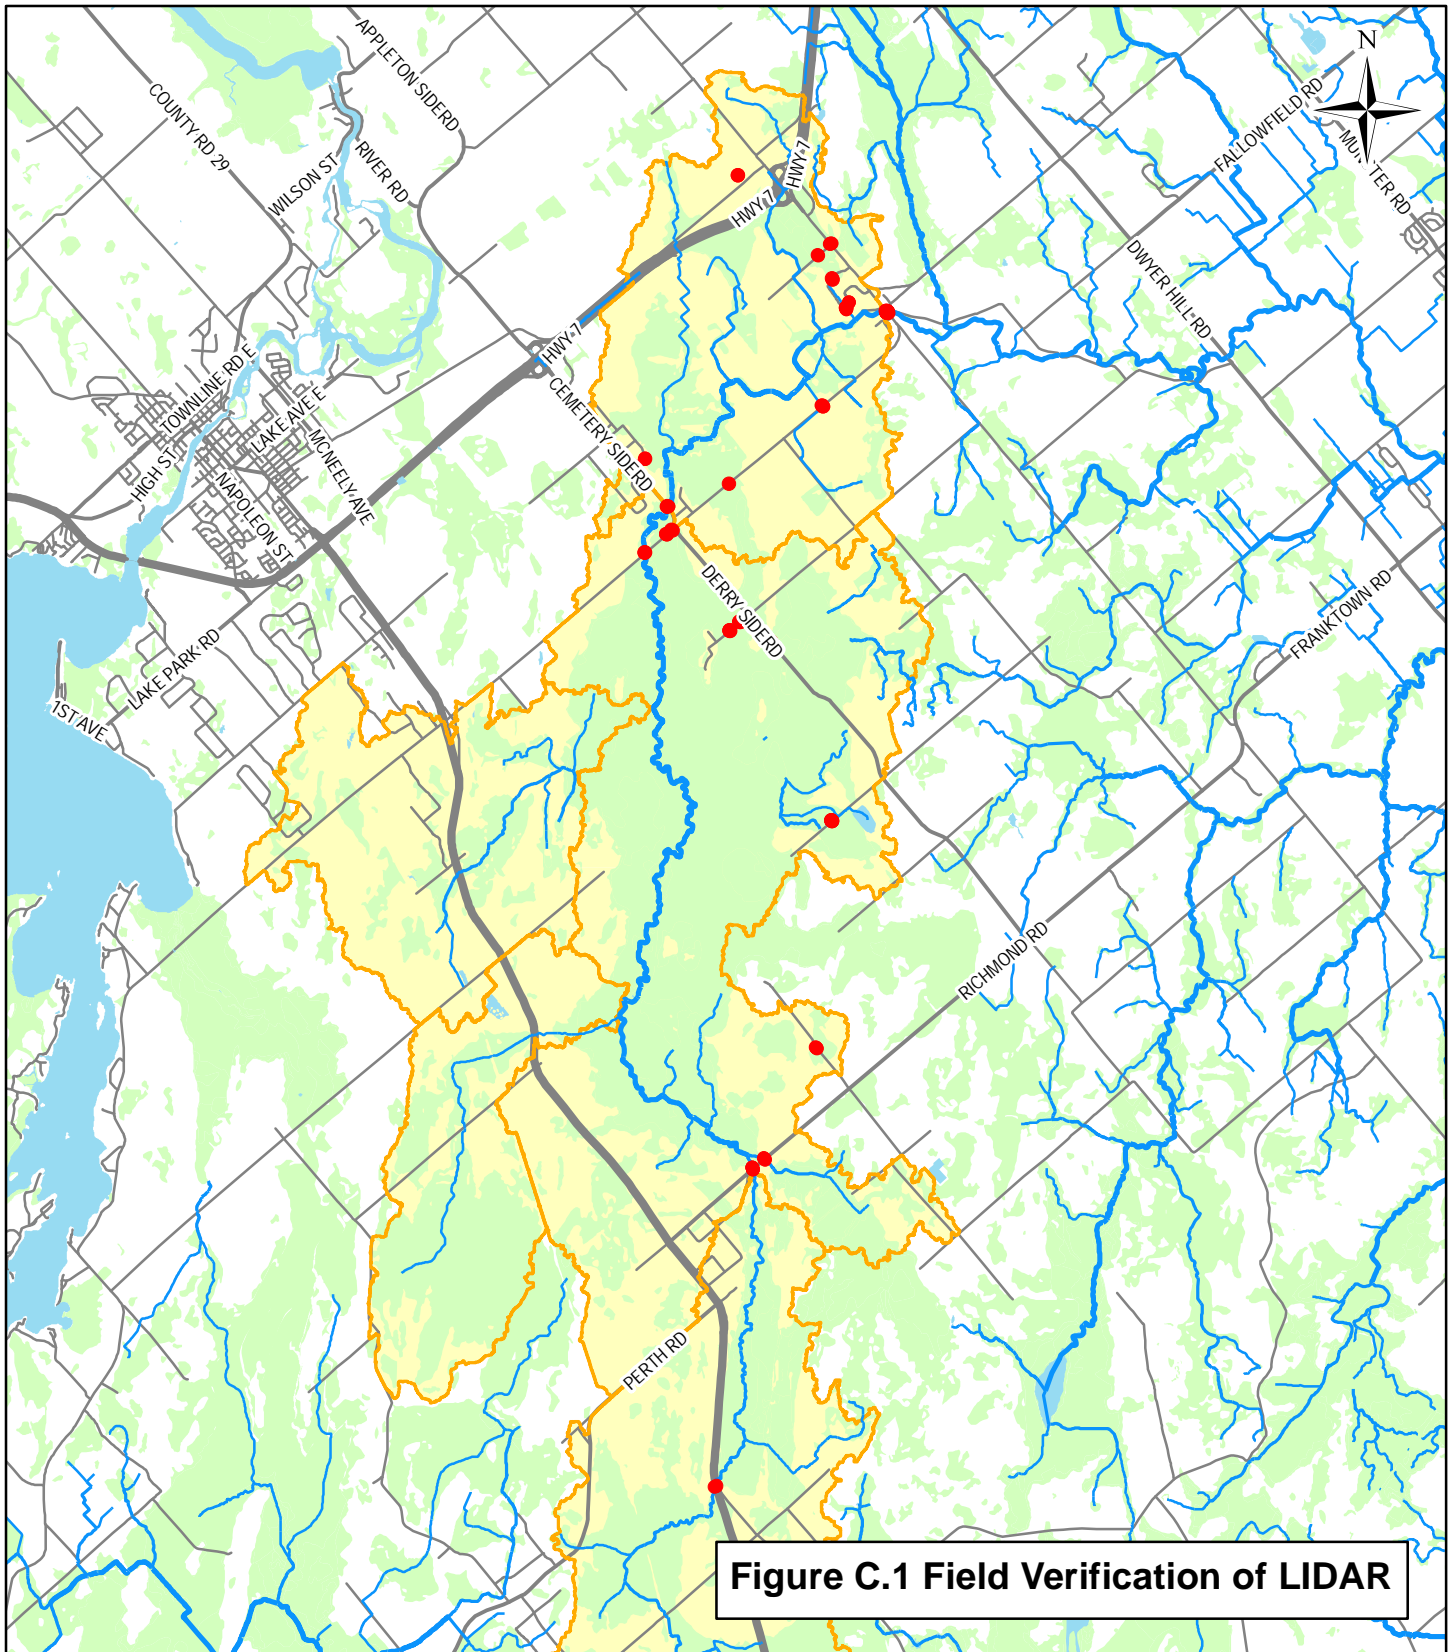 N
APPLETON SIDERD
COUNTY RD 29
FALLOWFIELD RD
RIVER RD
WILSON ST
HWY 7
HWY 7
DWYER HILL RD
HWY 7
TOWNLINE RD E
LAKE AVE E
CEMETERY SIDERD
HIGH ST
MCNEELY AVE
NAPOLEON ST
DERRY SIDERD
FRANKTOWN RD
LAKE PARK RD
1ST AVE
RICHMOND RD
PERTH RD
Figure C.1 Field Verification of LIDAR